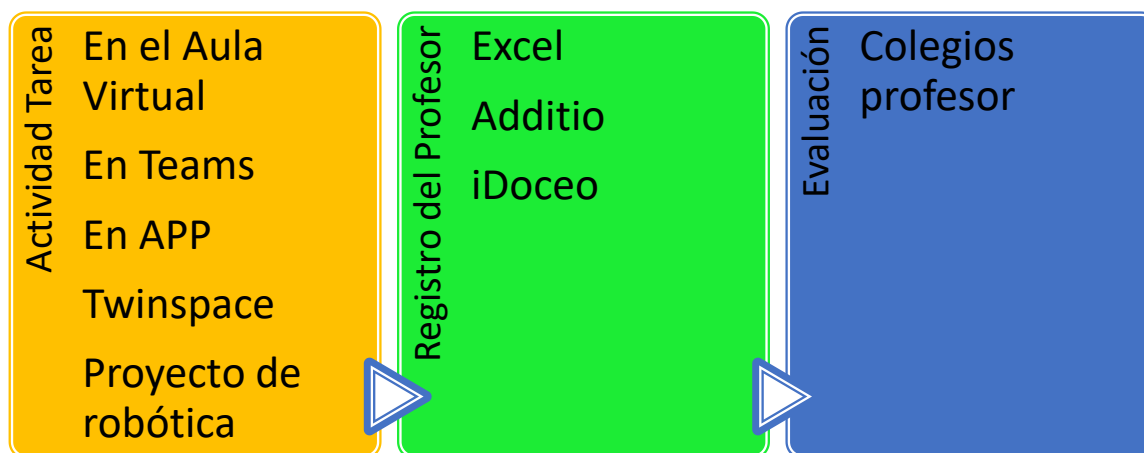 Actividad Tarea
En el Aula
Virtual
En Teams
En APP
Twinspace
Proyecto de
robótica
Registro del Profesor
Excel
Additio
iDoceo
Evaluación
Colegios
profesor